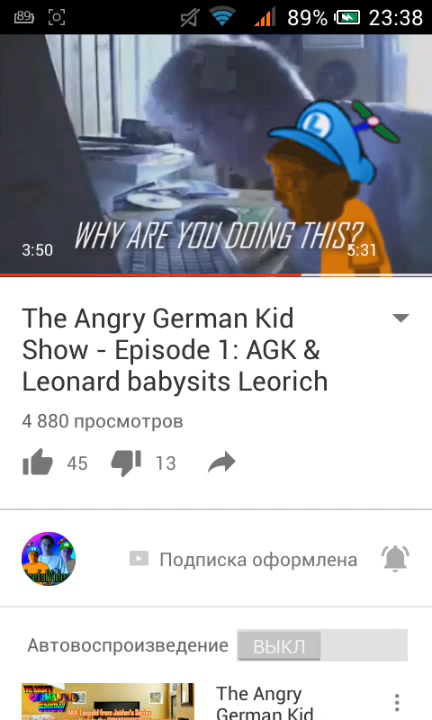 89
89% 23:38
L
WHY ARE YOU DOING THIS?
3:50
5:31
The Angry German Kid
Show - Episode 1: AGK &
Leonard babysits Leorich
4 880 просмотров
45
13
Подписка оформлена
Автовоспроизведение
ВЫКЛ
The Angry
German Kid